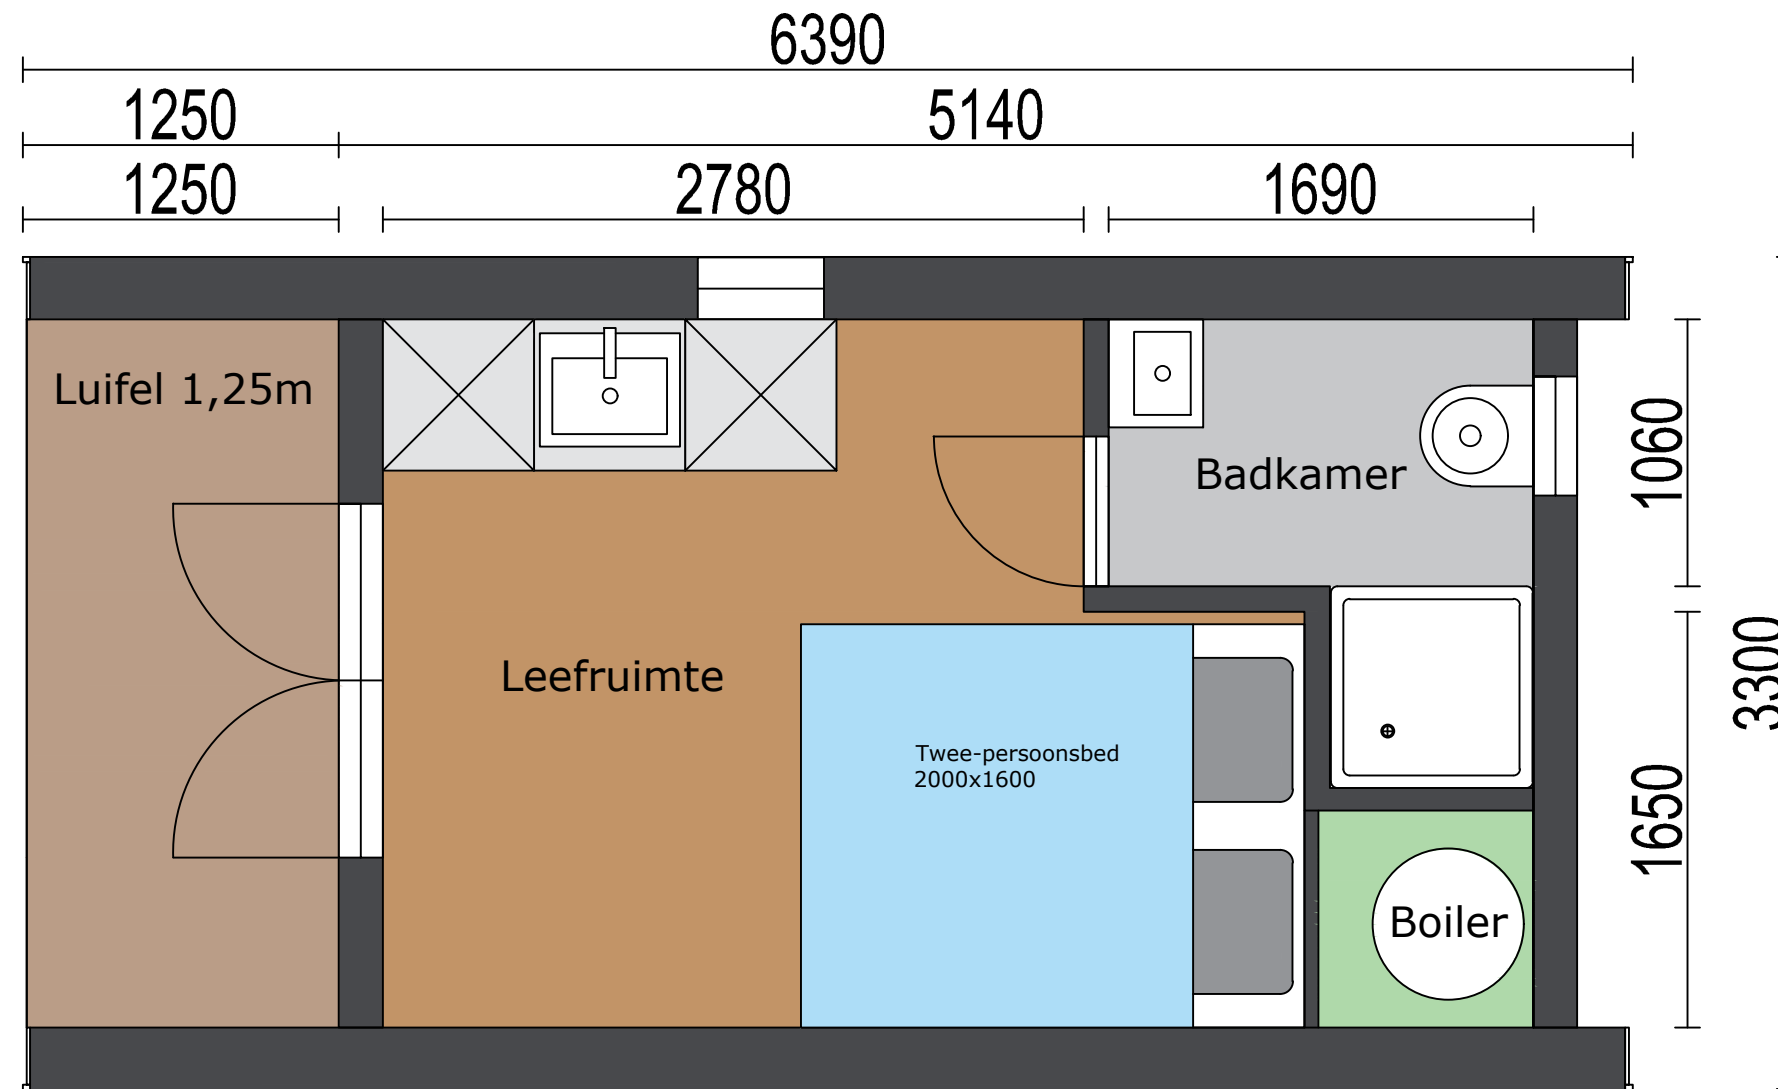 6390
1250 5140
1250 2780 1690
Luifel 1,25m
1060
Badkamer
Leefruimte
3300
Twee-persoonsbed
2000x1600
1650
Boiler